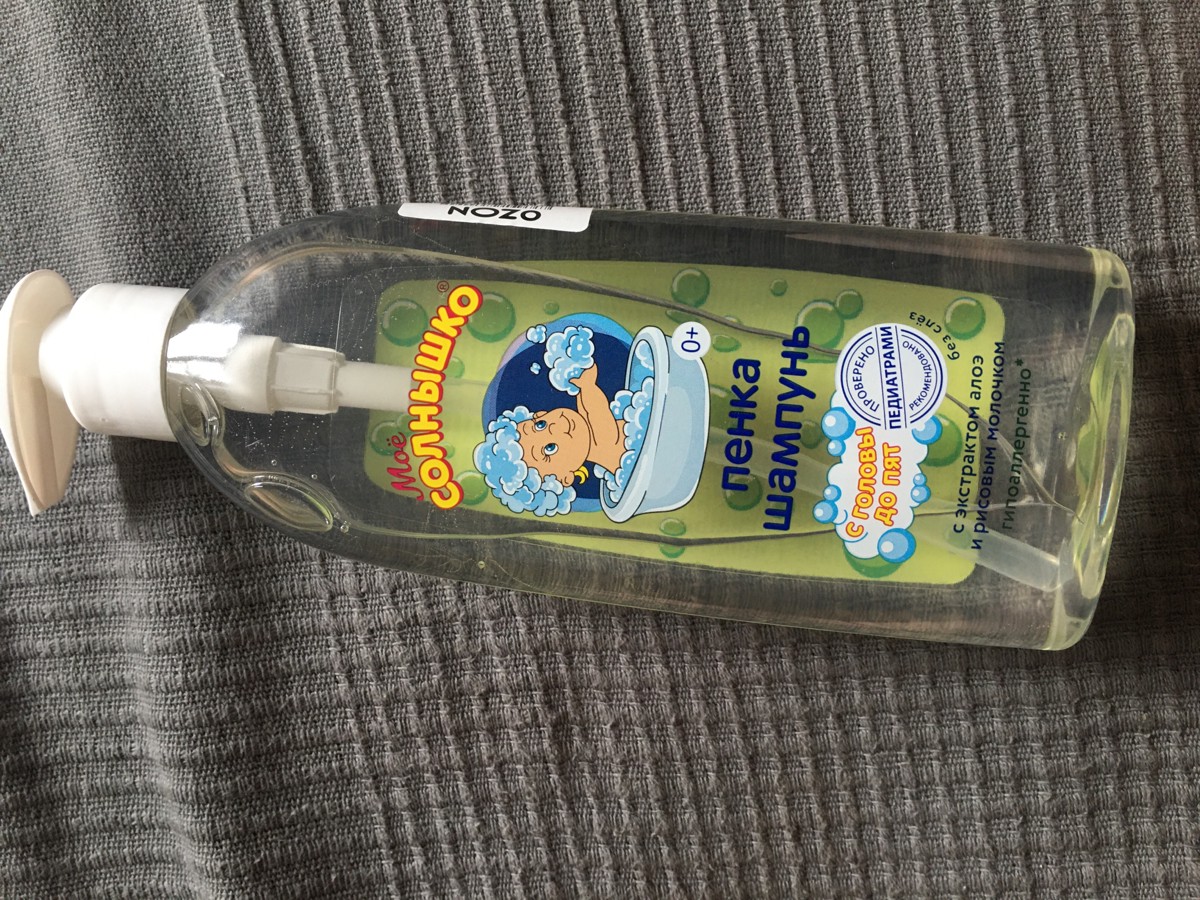 Моё
солнышко®
0+
пенка
шампунь
ПРОВЕРЕНО
ПЕДИАТРАМИ
РЕКОМЕНДОВАНО
С ГОЛОВЫ
ДО ПЯТ
без слёз
с экстрактом алоэ
и рисовым молочком
гипоаллергенно*
OZON